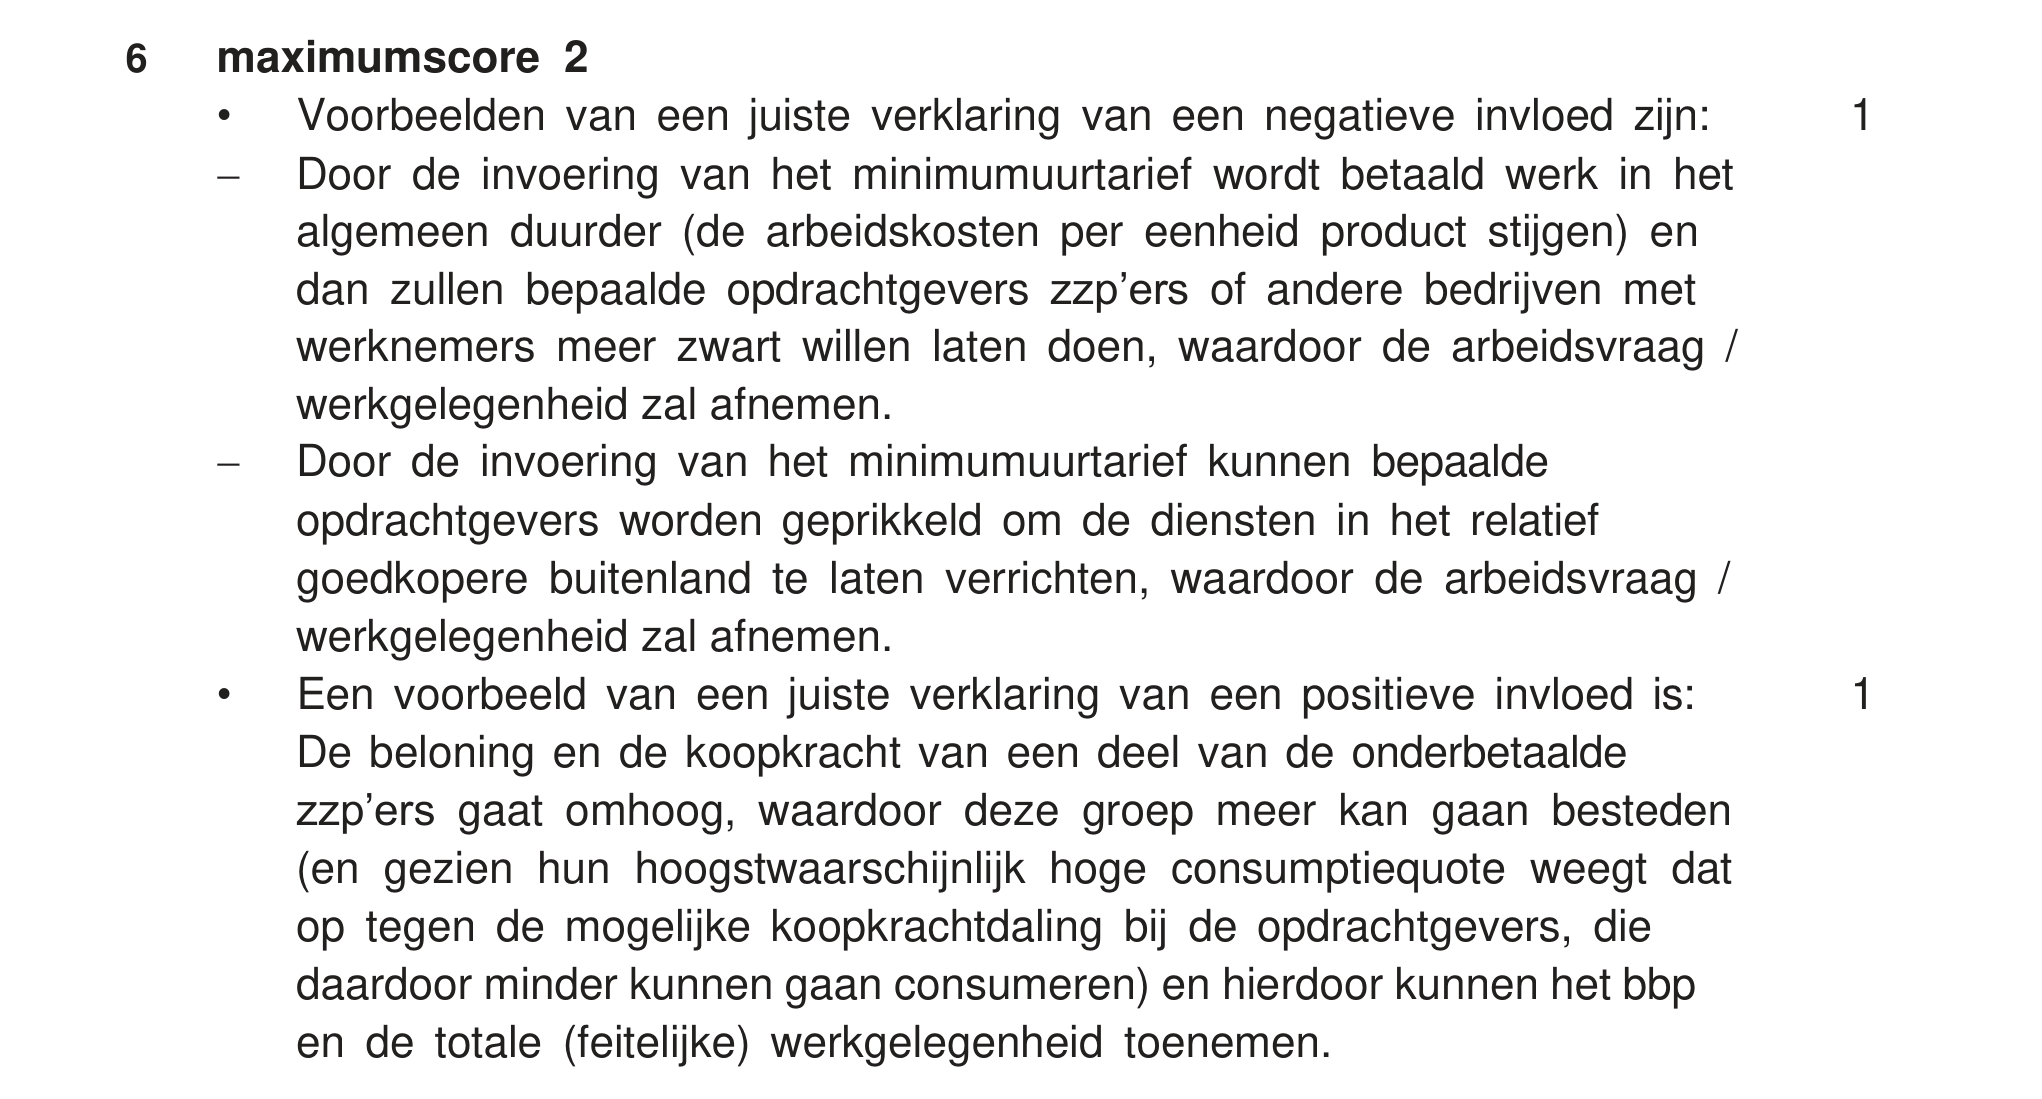 6 maximumscore 2
• Voorbeelden van een juiste verklaring van een negatieve invloed zijn: 1
– Door de invoering van het minimumuurtarief wordt betaald werk in het
algemeen duurder (de arbeidskosten per eenheid product stijgen) en
dan zullen bepaalde opdrachtgevers zzp’ers of andere bedrijven met
werknemers meer zwart willen laten doen, waardoor de arbeidsvraag /
werkgelegenheid zal afnemen.
– Door de invoering van het minimumuurtarief kunnen bepaalde
opdrachtgevers worden geprikkeld om de diensten in het relatief
goedkopere buitenland te laten verrichten, waardoor de arbeidsvraag /
werkgelegenheid zal afnemen.
• Een voorbeeld van een juiste verklaring van een positieve invloed is: 1
De beloning en de koopkracht van een deel van de onderbetaalde
zzp’ers gaat omhoog, waardoor deze groep meer kan gaan besteden
(en gezien hun hoogstwaarschijnlijk hoge consumptiequote weegt dat
op tegen de mogelijke koopkrachtdaling bij de opdrachtgevers, die
daardoor minder kunnen gaan consumeren) en hierdoor kunnen het bbp
en de totale (feitelijke) werkgelegenheid toenemen.